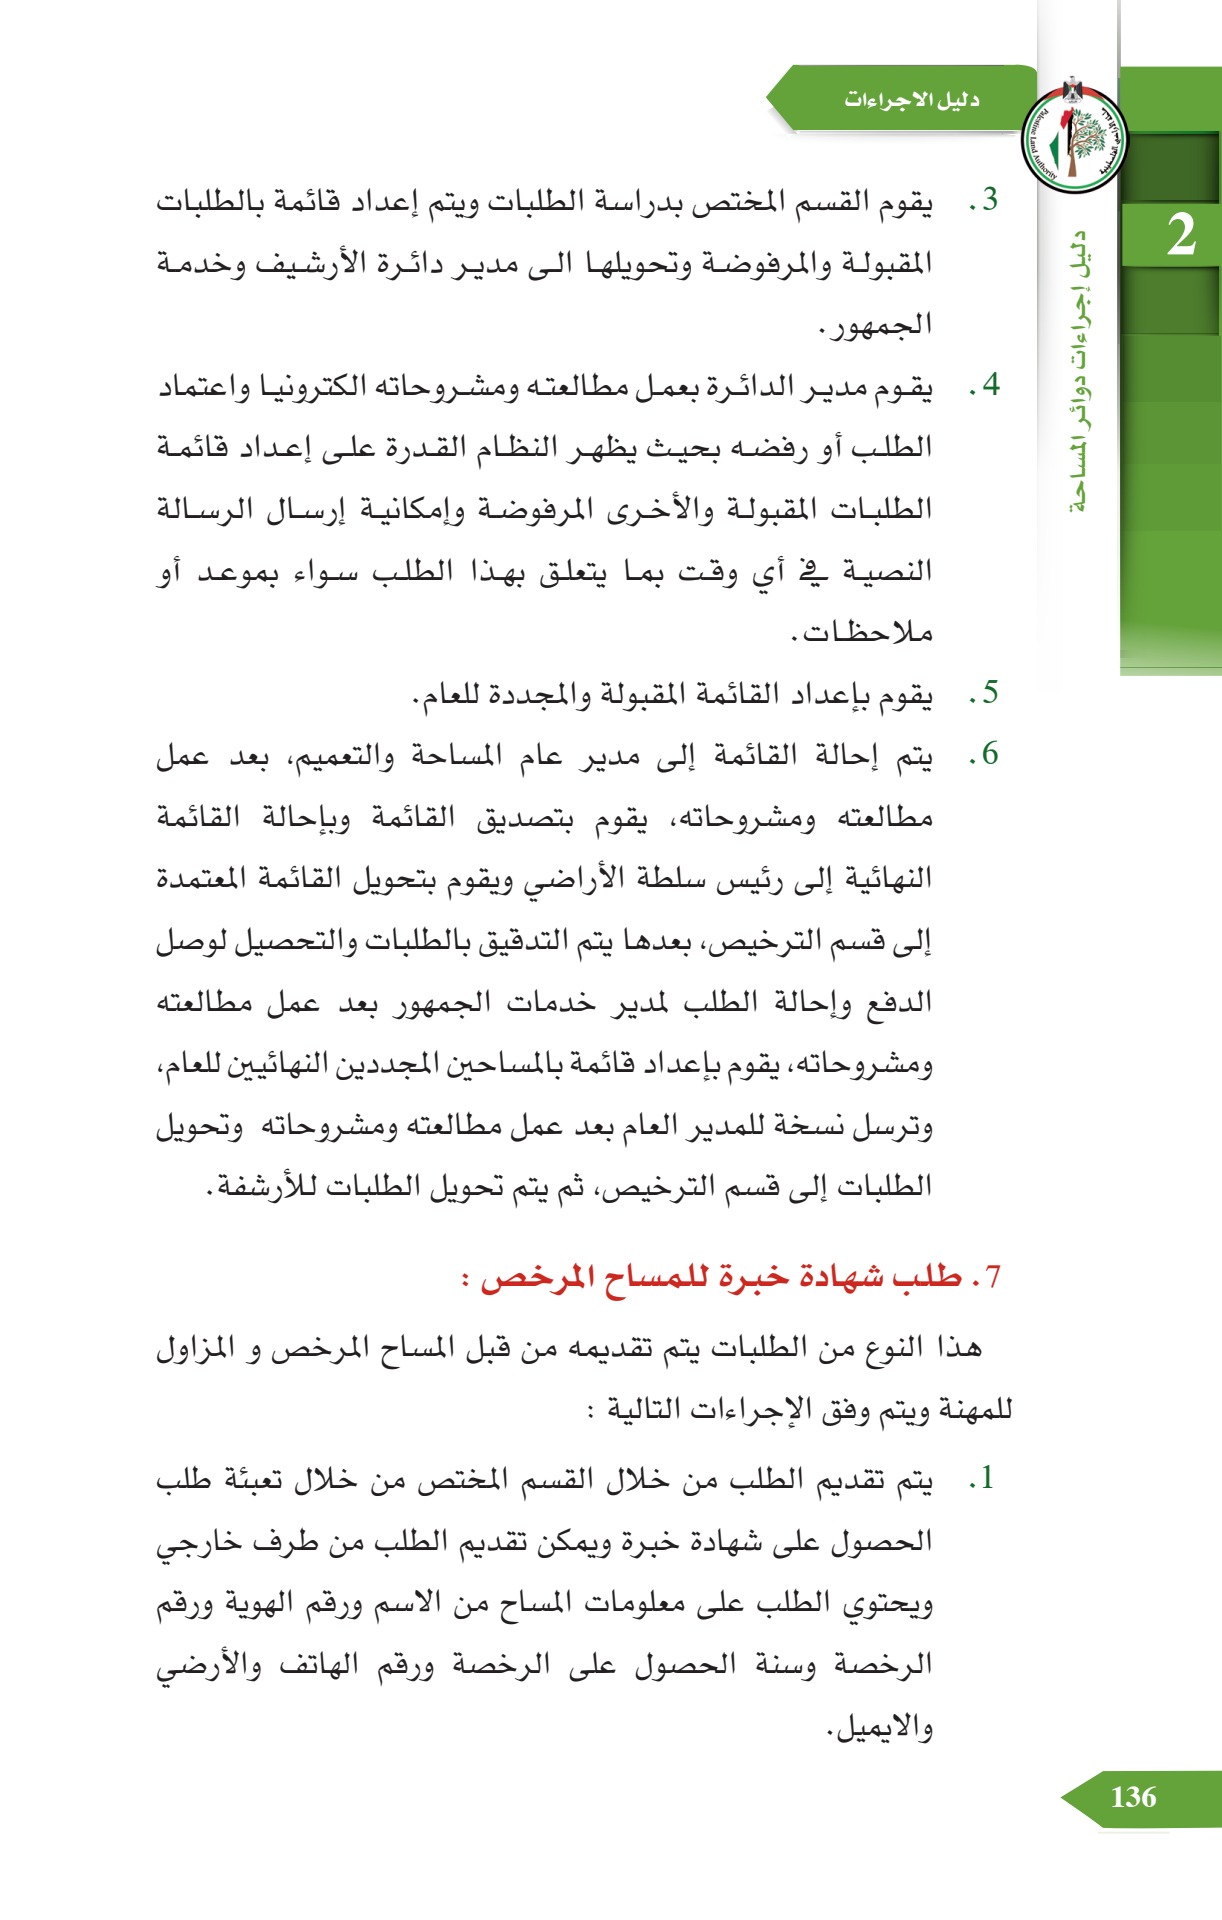 دليل الاجراءات
Palestine Land Authority
2
دليل إجراءات دوائر المساحة
3. يقوم القسم المختص بدراسة الطلبات ويتم إعداد قائمة بالطلبات
المقبولة والمرفوضة وتحويلها الى مدير دائرة الأرشيف وخدمة
الجمهور.
4. يقوم مدير الدائرة بعمل مطالعته ومشروحاته الكترونيا واعتماد
الطلب أو رفضه بحيث يظهر النظام القدرة على إعداد قائمة
الطلبات المقبولة والأخرى المرفوضة وإمكانية إرسال الرسالة
النصية في أي وقت بما يتعلق بهذا الطلب سواء بموعد أو
ملاحظات.
5. يقوم بإعداد القائمة المقبولة والمجددة للعام.
6. يتم إحالة القائمة إلى مدير عام المساحة والتعميم، بعد عمل
مطالعته ومشروحاته، يقوم بتصديق القائمة وبإحالة القائمة
النهائية إلى رئيس سلطة الأراضي ويقوم بتحويل القائمة المعتمدة
إلى قسم الترخيص، بعدها يتم التدقيق بالطلبات والتحصيل لوصل
الدفع وإحالة الطلب لمدير خدمات الجمهور بعد عمل مطالعته
ومشروحاته، يقوم بإعداد قائمة بالمساحين المجددين النهائيين للعام،
وترسل نسخة للمدير العام بعد عمل مطالعته ومشروحاته وتحويل
الطلبات إلى قسم الترخيص، ثم يتم تحويل الطلبات للأرشفة.
7. طلب شهادة خبرة للمساح المرخص :
هذا النوع من الطلبات يتم تقديمه من قبل المساح المرخص و المزاول
للمهنة ويتم وفق الإجراءات التالية :
1. يتم تقديم الطلب من خلال القسم المختص من خلال تعبئة طلب
الحصول على شهادة خبرة ويمكن تقديم الطلب من طرف خارجي
ويحتوي الطلب على معلومات المساح من الاسم ورقم الهوية ورقم
الرخصة وسنة الحصول على الرخصة ورقم الهاتف والأرضي
والايميل.
136